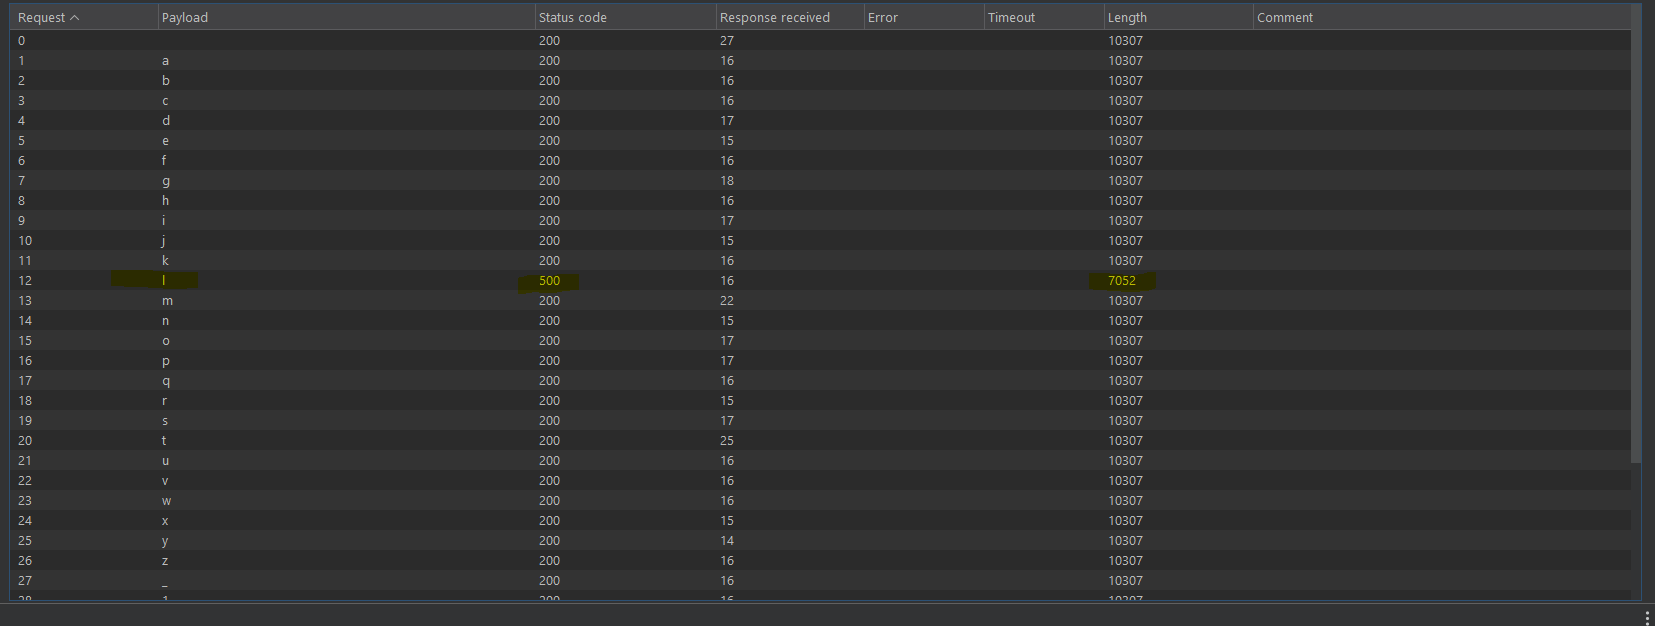 Request Payload Status code Response received Error Timeout Length Comment
0 200 27 10307
1 a 200 16 10307
2 b 200 16 10307
3 c 200 16 10307
4 d 200 17 10307
5 e 200 15 10307
6 f 200 16 10307
7 g 200 18 10307
8 h 200 16 10307
9 i 200 17 10307
10 j 200 15 10307
11 k 200 16 10307
12 l 500 16 7052
13 m 200 22 10307
14 n 200 15 10307
15 o 200 17 10307
16 p 200 17 10307
17 q 200 16 10307
18 r 200 15 10307
19 s 200 17 10307
20 t 200 25 10307
21 u 200 16 10307
22 v 200 16 10307
23 w 200 16 10307
24 x 200 15 10307
25 y 200 14 10307
26 z 200 16 10307
27 _ 200 16 10307
28 1 200 16 10307